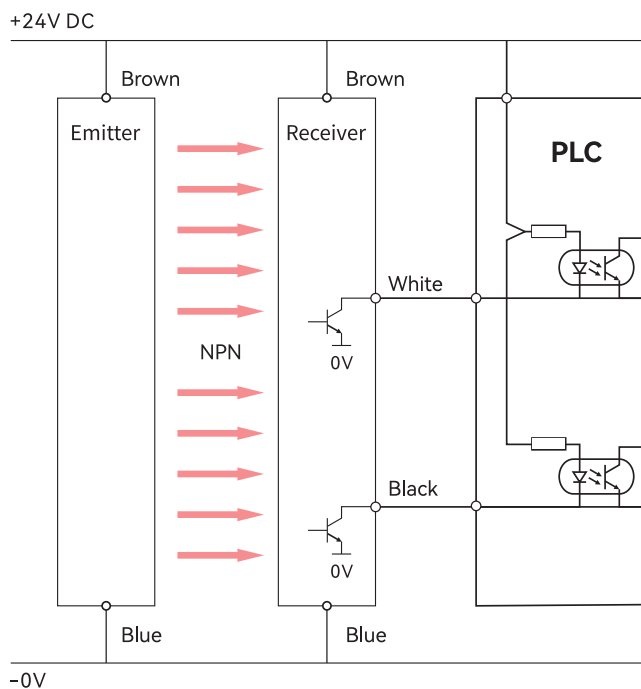 +24V DC
Brown
Brown
Emitter
Receiver
PLC
White
NPN
0V
Black
0V
Blue
Blue
-0V